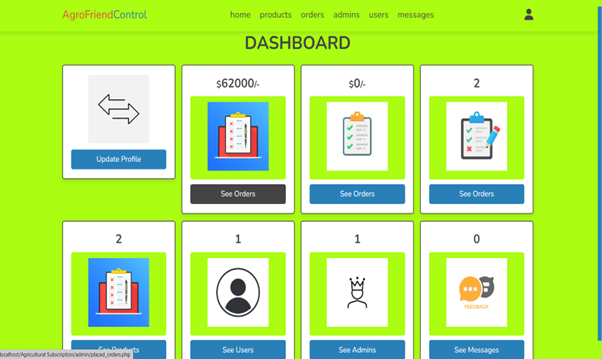 AgroFriendControl home products orders admins users messages
DASHBOARD
$62000/- $0/- 2
Update Profile See Orders See Orders See Orders
2 1 1 0
FEEDBACK
See Products See Users See Admins See Messages
localhost/Agricultural Subscription/admin/placed_orders.php